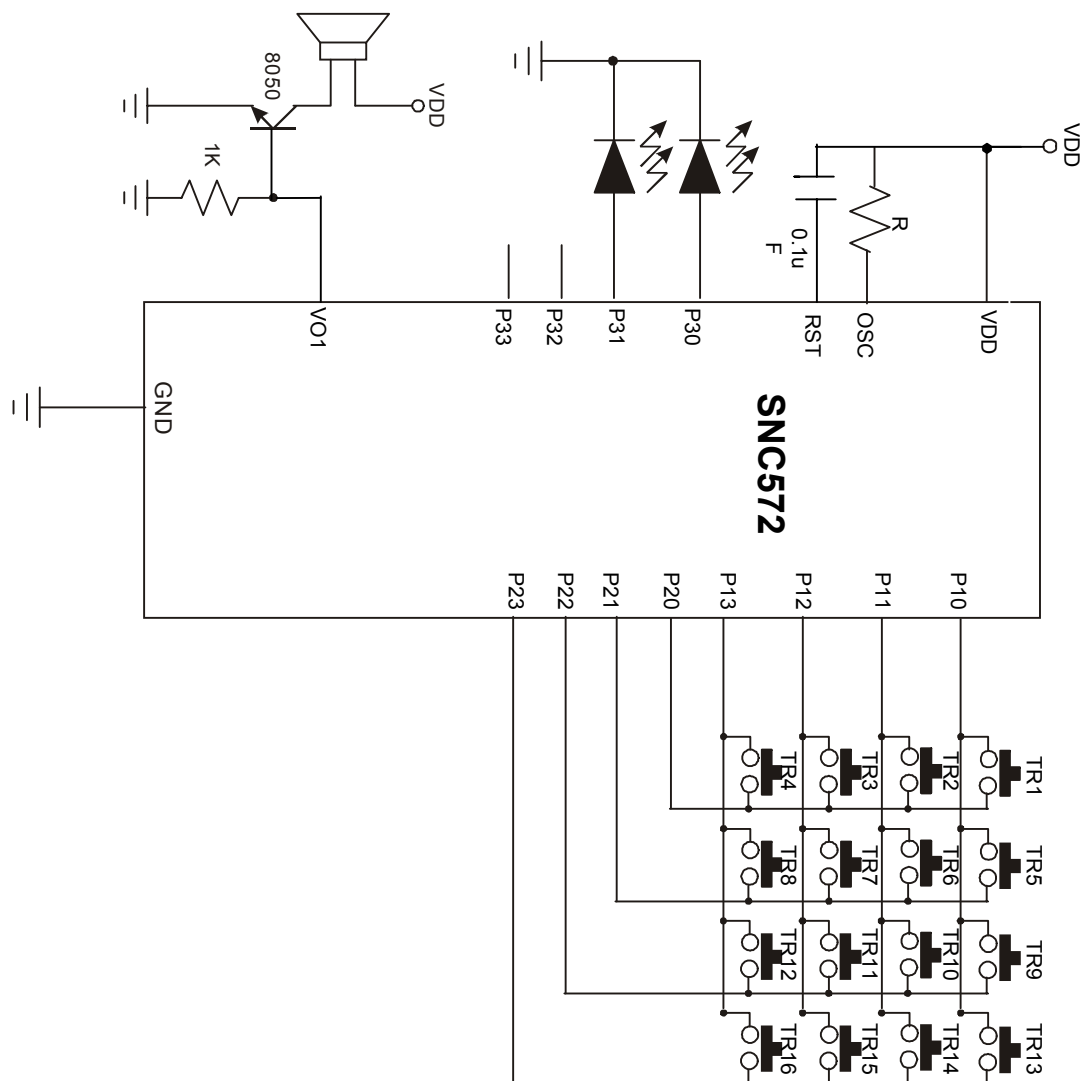 VDD
R
0.1u
F
VDD
8050
1K
VDD
OSC
RST
P30
P31
P32
P33
VO1
GND
SNC572
P10
P11
P12
P13
P20
P21
P22
P23
TR1
TR2
TR3
TR4
TR5
TR6
TR7
TR8
TR9
TR10
TR11
TR12
TR13
TR14
TR15
TR16